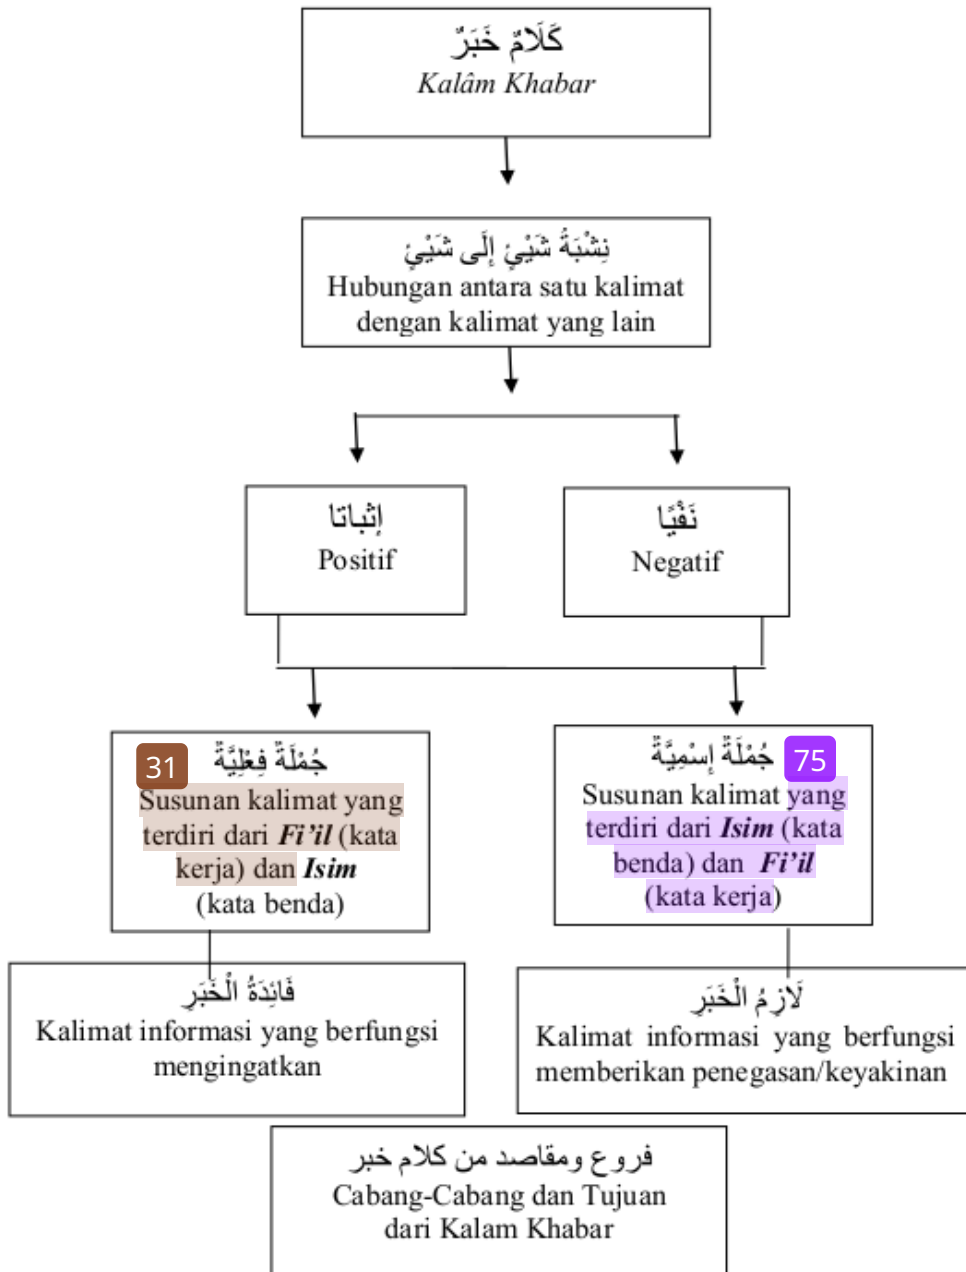 كَلَامٌ خَبَرٌ
Kalâm Khabar
نِشْبَةُ شَيْئٍ إِلَى شَيْئٍ
Hubungan antara satu kalimat
dengan kalimat yang lain
إِثْباتا
Positif
نَفْيًا
Negatif
31
جُمْلَةٌ فِعْلِيَّةٌ
Susunan kalimat yang
terdiri dari Fi’il (kata
kerja) dan Isim
(kata benda)
جُمْلَةٌ إِسْمِيَّةٌ
75
Susunan kalimat yang
terdiri dari Isim (kata
benda) dan Fi’il
(kata kerja)
فَائِدَةُ الْخَبَرِ
Kalimat informasi yang berfungsi
mengingatkan
لَازِمُ الْخَبَرِ
Kalimat informasi yang berfungsi
memberikan penegasan/keyakinan
فروع ومقاصد من كلام خبر
Cabang-Cabang dan Tujuan
dari Kalam Khabar